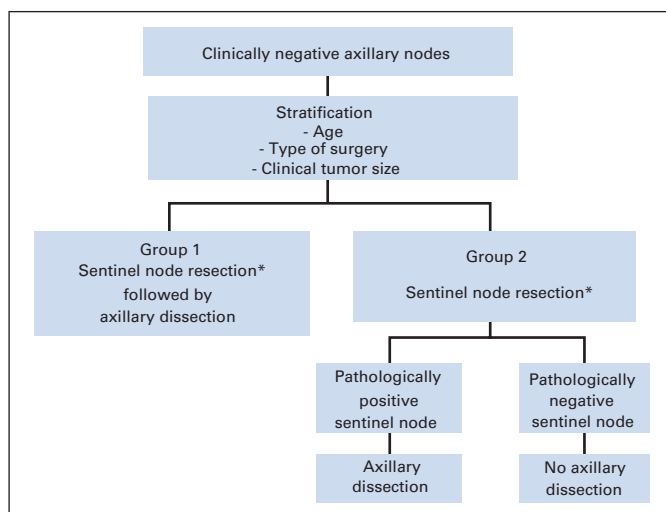 Clinically negative axillary nodes
Stratification
- Age
- Type of surgery
- Clinical tumor size
Group 1
Sentinel node resection*
followed by
axillary dissection
Group 2
Sentinel node resection*
Pathologically
positive
sentinel node
Pathologically
negative
sentinel node
Axillary
dissection
No axillary
dissection